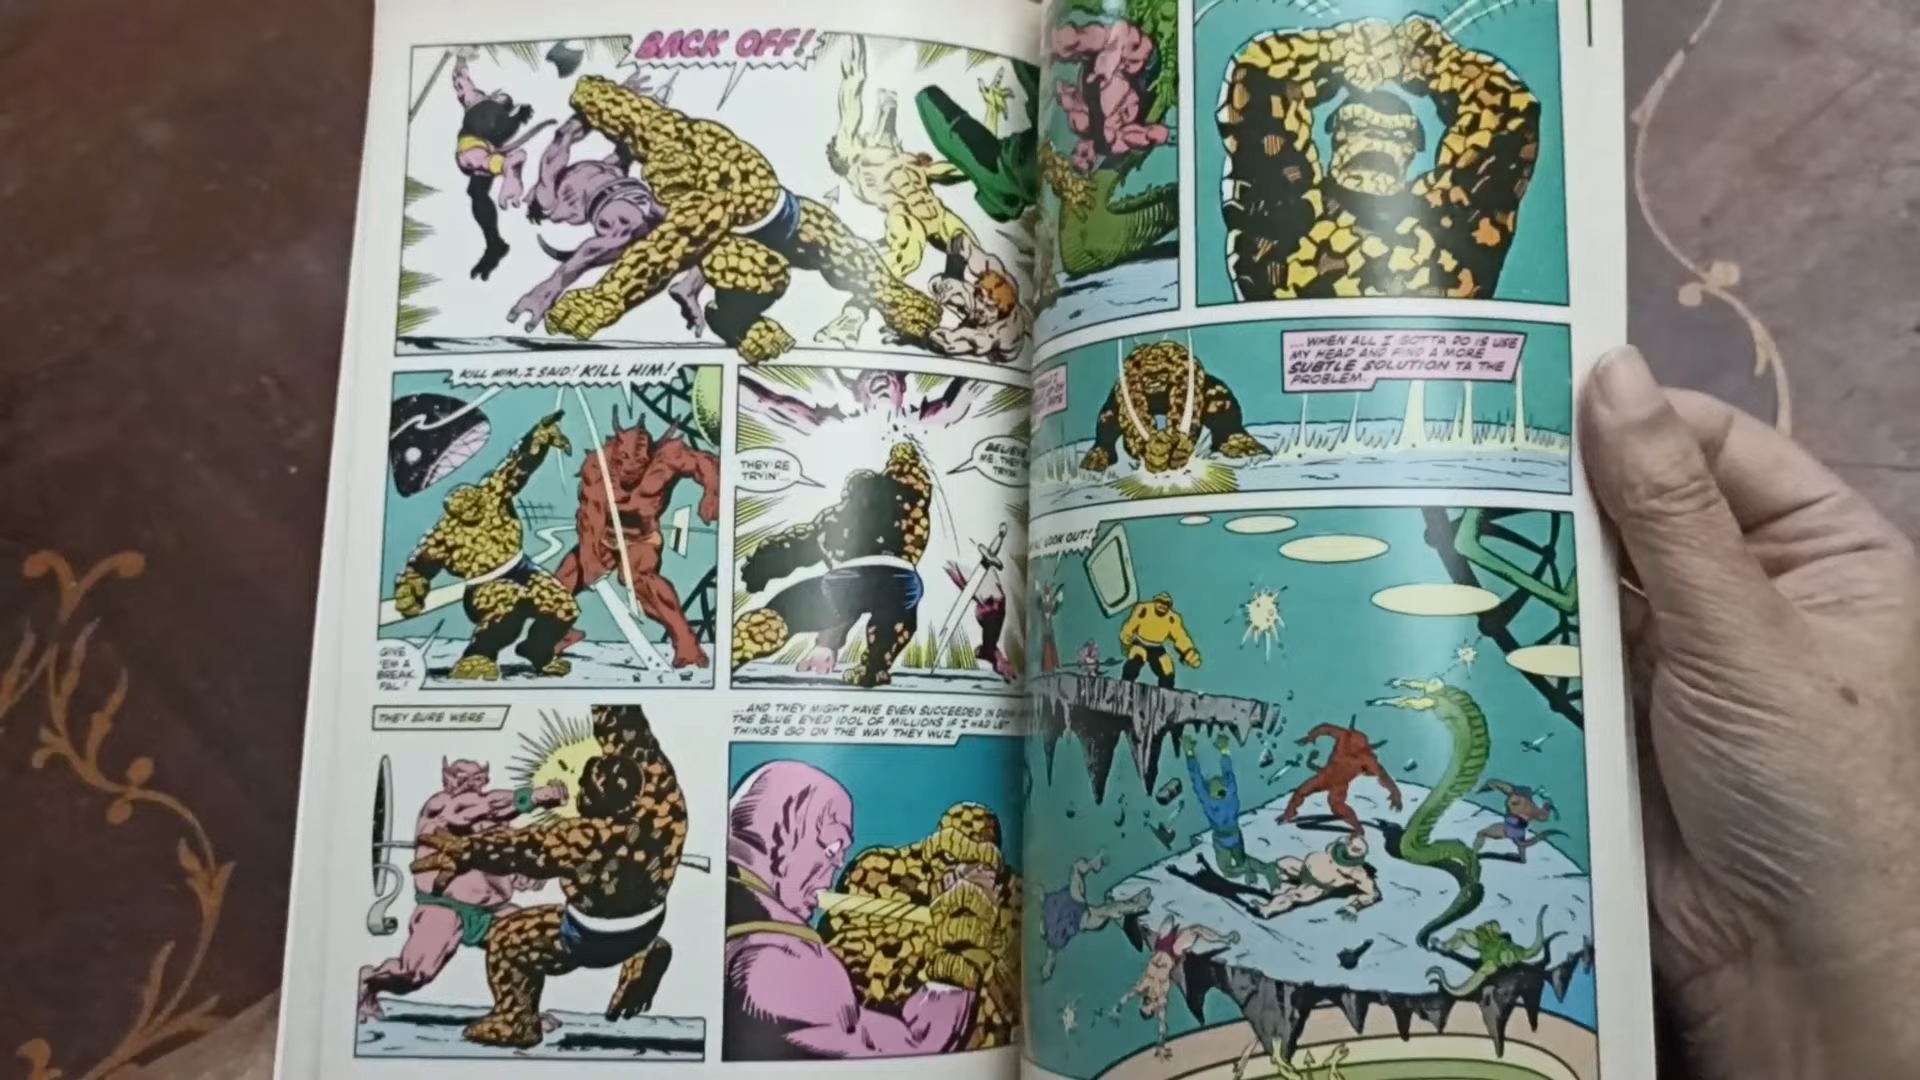 BACK OFF!
KILL HIM, I SAID! KILL HIM!
GIVE
'EM A
BREAK,
PAL!
THEY'RE
TRYIN'...
BELIEVE
ME, THEY'RE
TRYIN'
THEY SURE WERE...
...AND THEY MIGHT HAVE EVEN SUCCEEDED IN
THE BLUE EYED IDOL OF MILLIONS IF I HAD LET
THINGS GO ON THE WAY THEY WUZ.
...WHEN ALL I GOTTA DO IS USE
MY HEAD AND FIND A MORE
SUBTLE SOLUTION TA THE
PROBLEM.
LOOK OUT!